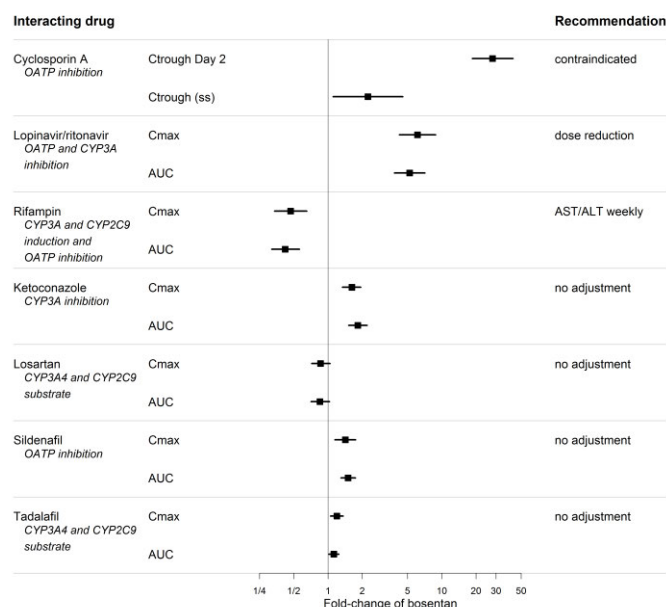 Interacting drug Recommendation
Cyclosporin A Ctrough Day 2 contraindicated
OATP inhibition
Ctrough (ss)
Lopinavir/ritonavir Cmax dose reduction
OATP and CYP3A
inhibition AUC
Rifampin Cmax AST/ALT weekly
CYP3A and CYP2C9
induction and
OATP inhibition AUC
Ketoconazole Cmax no adjustment
CYP3A inhibition
AUC
Losartan Cmax no adjustment
CYP3A4 and CYP2C9
substrate
AUC
Sildenafil Cmax no adjustment
OATP inhibition
AUC
Tadalafil Cmax no adjustment
CYP3A4 and CYP2C9
substrate
AUC
1/4 1/2 1 2 5 10 20 30 50
Fold-change of bosentan